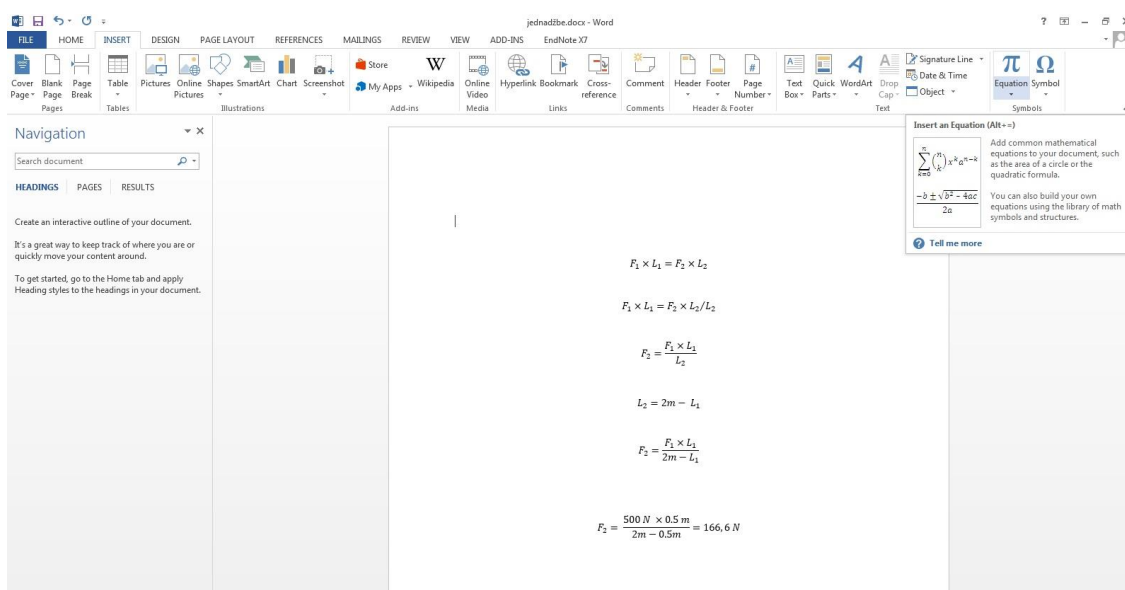 jednadžbe.docx - Word
FILE HOME INSERT DESIGN PAGE LAYOUT REFERENCES MAILINGS REVIEW VIEW ADD-INS EndNote X7
Cover Page
Blank Page
Page Break
Pages
Table
Tables
Pictures
Online Pictures
Shapes
SmartArt
Chart
Screenshot
Illustrations
Store
My Apps
W
Wikipedia
Add-ins
Online Video
Media
Hyperlink
Bookmark
Cross-reference
Links
Comment
Comments
Header
Footer
Page Number
Header & Footer
Text Box
Quick Parts
WordArt
Drop Cap
Signature Line
Date & Time
Object
Text
π
Equation
Ω
Symbol
Symbols
Navigation
Search document
HEADINGS PAGES RESULTS
Create an interactive outline of your document.
It's a great way to keep track of where you are or
quickly move your content around.
To get started, go to the Home tab and apply
Heading styles to the headings in your document.
Insert an Equation (Alt+=)
∑_{k=0}^{n} (n k) x^k a^{n-k}
(-b ± √(b² - 4ac)) / 2a
Add common mathematical
equations to your document, such
as the area of a circle or the
quadratic formula.
You can also build your own
equations using the library of math
symbols and structures.
Tell me more
F₁ × L₁ = F₂ × L₂
F₁ × L₁ = F₂ × L₂/L₂
F₂ = (F₁ × L₁) / L₂
L₂ = 2m − L₁
F₂ = (F₁ × L₁) / (2m − L₁)
F₂ = (500 N × 0.5 m) / (2m − 0.5m) = 166,6 N